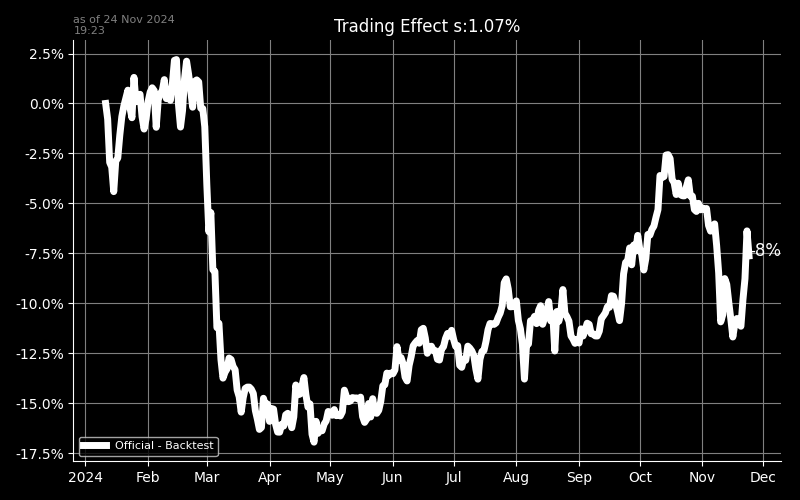 as of 24 Nov 2024
19:23
Trading Effect s:1.07%
2.5%
0.0%
-2.5%
-5.0%
-7.5%
-10.0%
-12.5%
-15.0%
-17.5%
-8%
Official - Backtest
2024 Feb Mar Apr May Jun Jul Aug Sep Oct Nov Dec